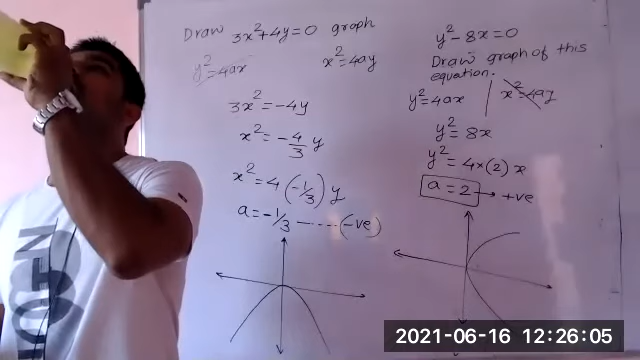 Draw 3x²+4y=0 graph
y²=4ax x²=4ay
3x²=-4y
x²=-4/3 y
x²=4(-1/3)y
a=-1/3-----(-ve)
y²-8x=0
Draw graph of this
equation.
y²=4ax | x²=4ay
y²=8x
y²=4×(2)x
a=2→+ve
2021-06-16 12:26:05